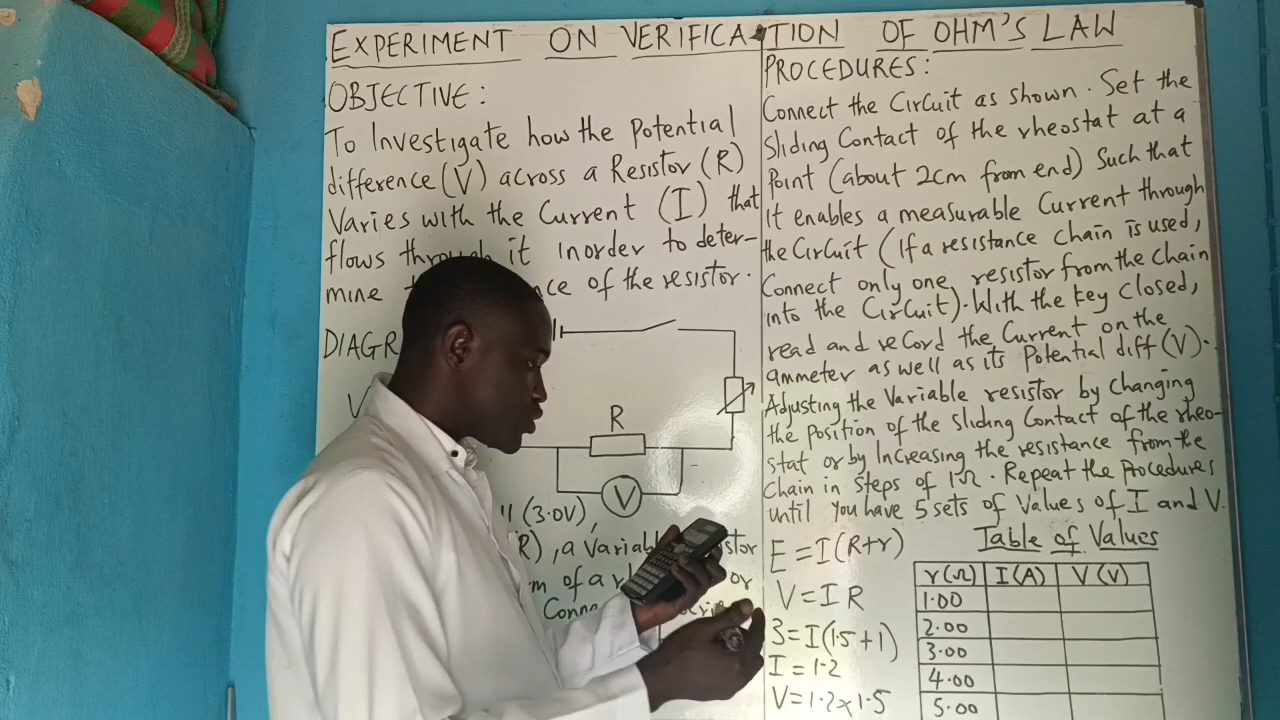 EXPERIMENT ON VERIFICATION OF OHM'S LAW
OBJECTIVE:
To Investigate how the potential
difference (V) across a Resistor (R)
Varies with the Current (I) that
flows through it inorder to deter-
mine of the resistor.
DIAGR
R
V
(3.0V),
R), a Variab
m of a or
Conne
PROCEDURES:
Connect the Circuit as shown. Set the
Sliding Contact of the rheostat at a
Point (about 2cm from end) Such that
it enables a measurable Current through
the Circuit (If a resistance chain is used,
Connect only one resistor from the chain
into the Circuit). With the key closed,
read and record the Current on the
ammeter as well as its Potential diff (V).
Adjusting the Variable resistor by Changing
the position of the sliding Contact of the rheo-
stat or by Increasing the resistance from the
Chain in steps of 1Ω. Repeat the procedures
until you have 5 sets of Values of I and V.
E = I(R+r)
V = I R
3 = I(1.5+1)
I = 1.2
V = 1.2 x 1.5
Table of Values
r(Ω) I(A) V(V)
1.00
2.00
3.00
4.00
5.00